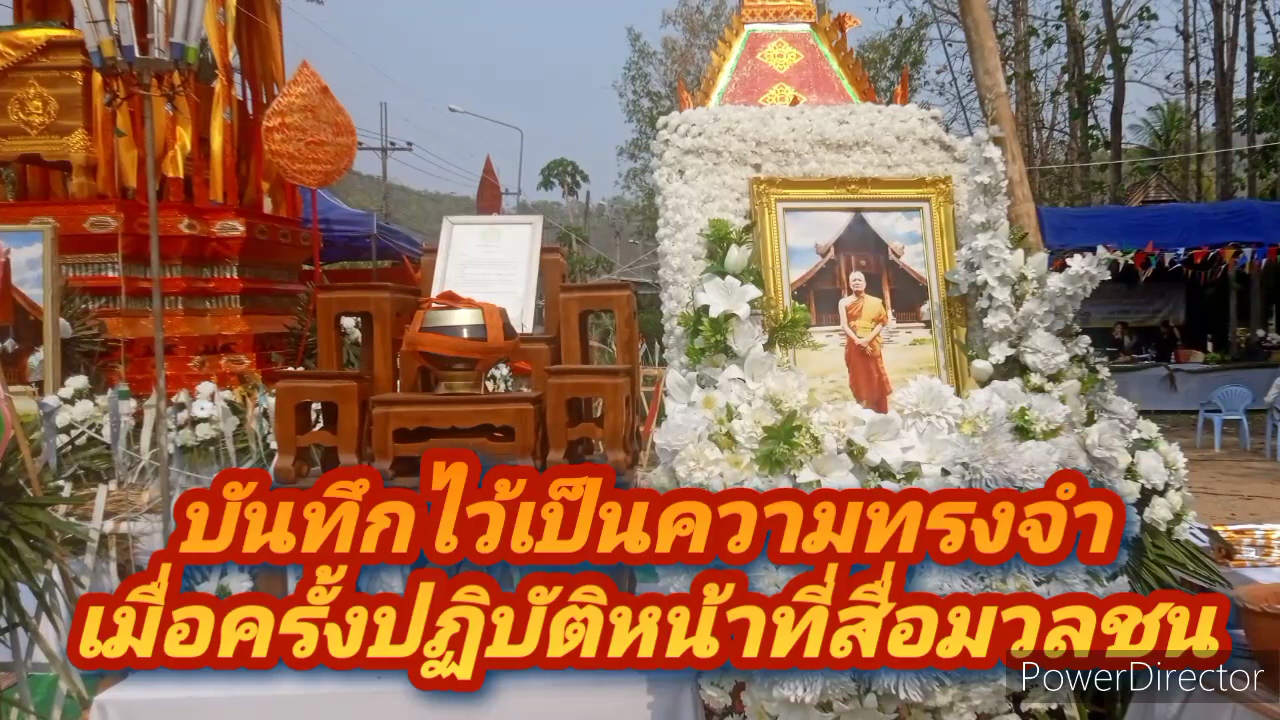 บันทึกไว้เป็นความทรงจำ
เมื่อครั้งปฏิบัติหน้าที่สื่อมวลชน
PowerDirector